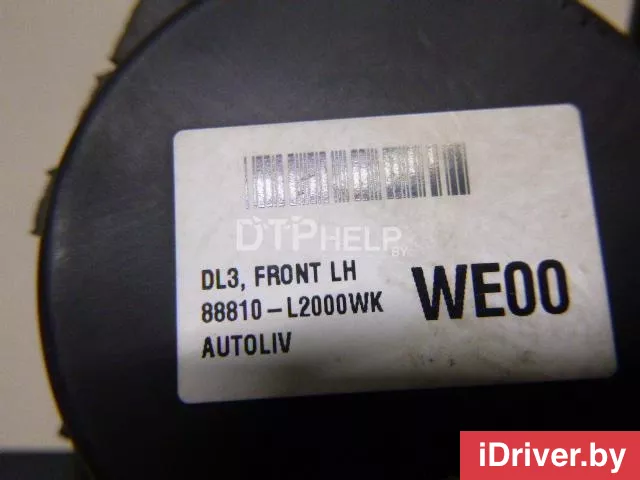 DTPHELP.BY
DL3, FRONT LH
88810-L2000WK
WE00
AUTOLIV
iDriver.by